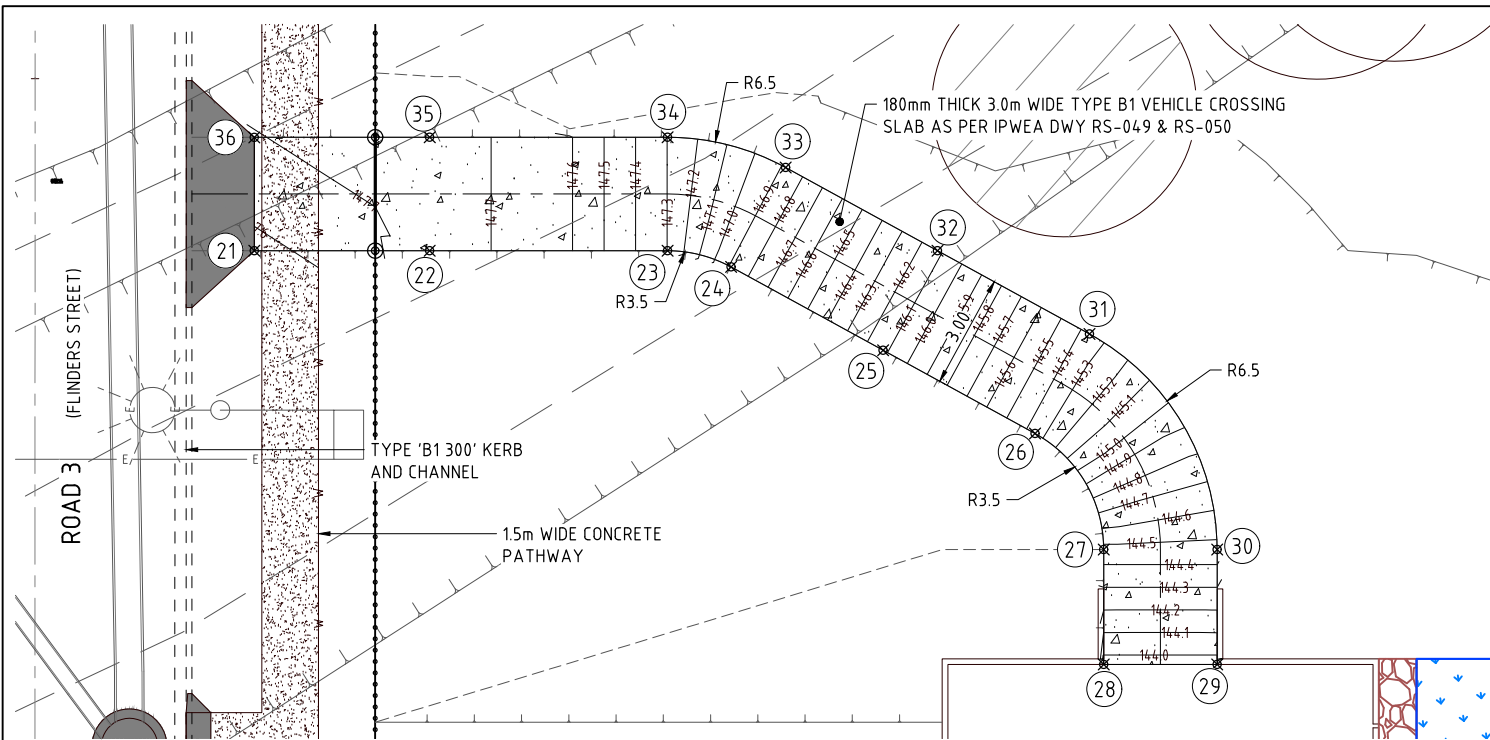 R6.5
180mm THICK 3.0m WIDE TYPE B1 VEHICLE CROSSING
SLAB AS PER IPWEA DWY RS-049 & RS-050
36
35
34
33
147.6
147.5
147.4
147.3
147.2
147.1
147.0
146.9
146.8
146.7
146.6
146.5
146.4
146.3
146.2
146.1
21
22
23
24
R3.5
32
31
25
3.00
145.8
145.7
145.6
145.5
145.4
145.3
145.2
145.1
R6.5
26
145.0
144.9
144.8
144.7
144.6
144.5
144.4
144.3
144.2
144.1
144.0
R3.5
27
30
28
29
(FLINDERS STREET)
ROAD 3
E
E
E
E
E
W
W
W
W
W
TYPE 'B1 300' KERB
AND CHANNEL
1.5m WIDE CONCRETE
PATHWAY